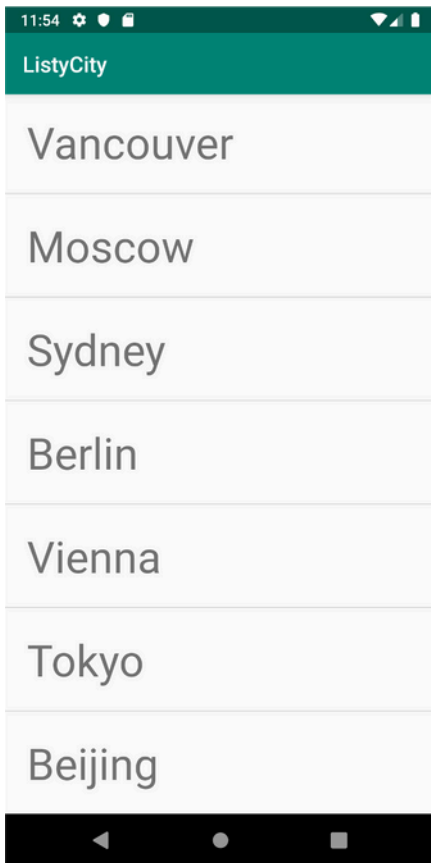 11:54
ListyCity
Vancouver
Moscow
Sydney
Berlin
Vienna
Tokyo
Beijing